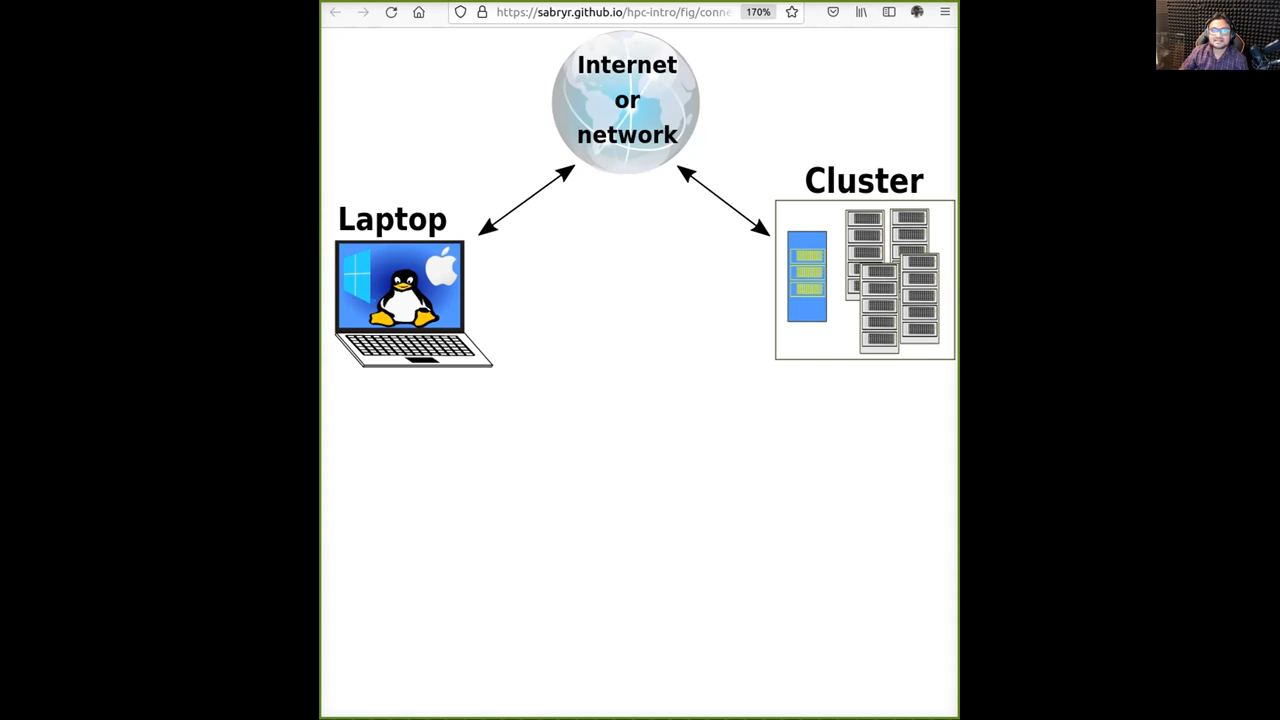 https://sabryr.github.io/hpc-intro/fig/conne
170%
Internet
or
network
Cluster
Laptop